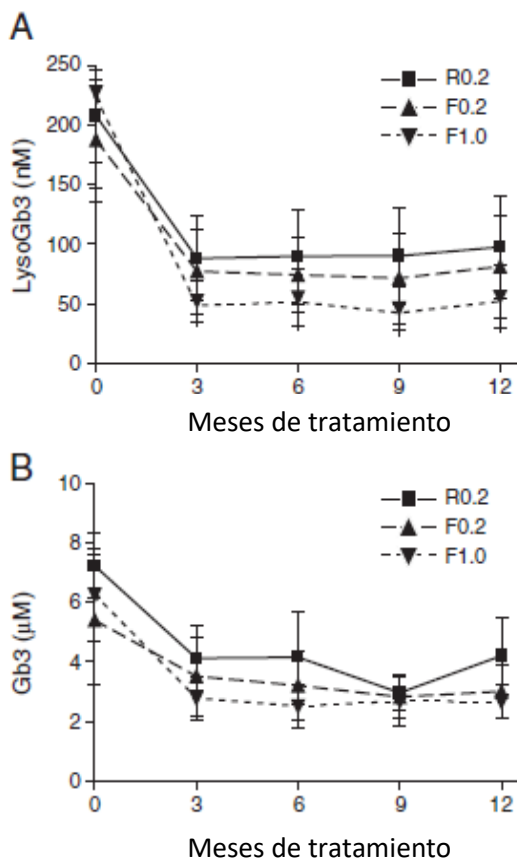 A
250
R0.2
F0.2
200
F1.0
150
LysoGb3 (nM)
100
50
0
0 3 6 9 12
Meses de tratamiento
B
10
R0.2
8
F0.2
F1.0
6
Gb3 (μM)
4
2
0
0 3 6 9 12
Meses de tratamiento